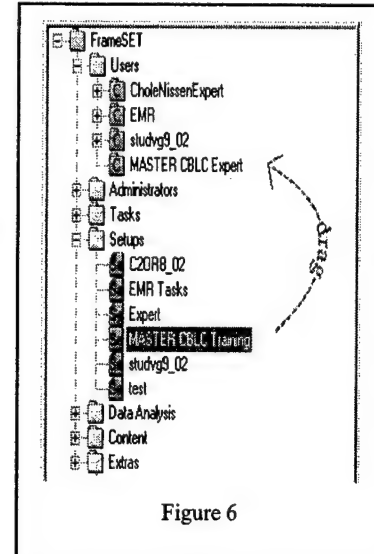 FrameSET
Users
CholeNissenExpert
EMR
studvg9_02
MASTER CBLC Expert
Administrators
Tasks
Setups
C2OR8_02
EMR Tasks
Expert
MASTER CBLC Training
studvg9_02
test
Data Analysis
Content
Extras
drag
Figure 6